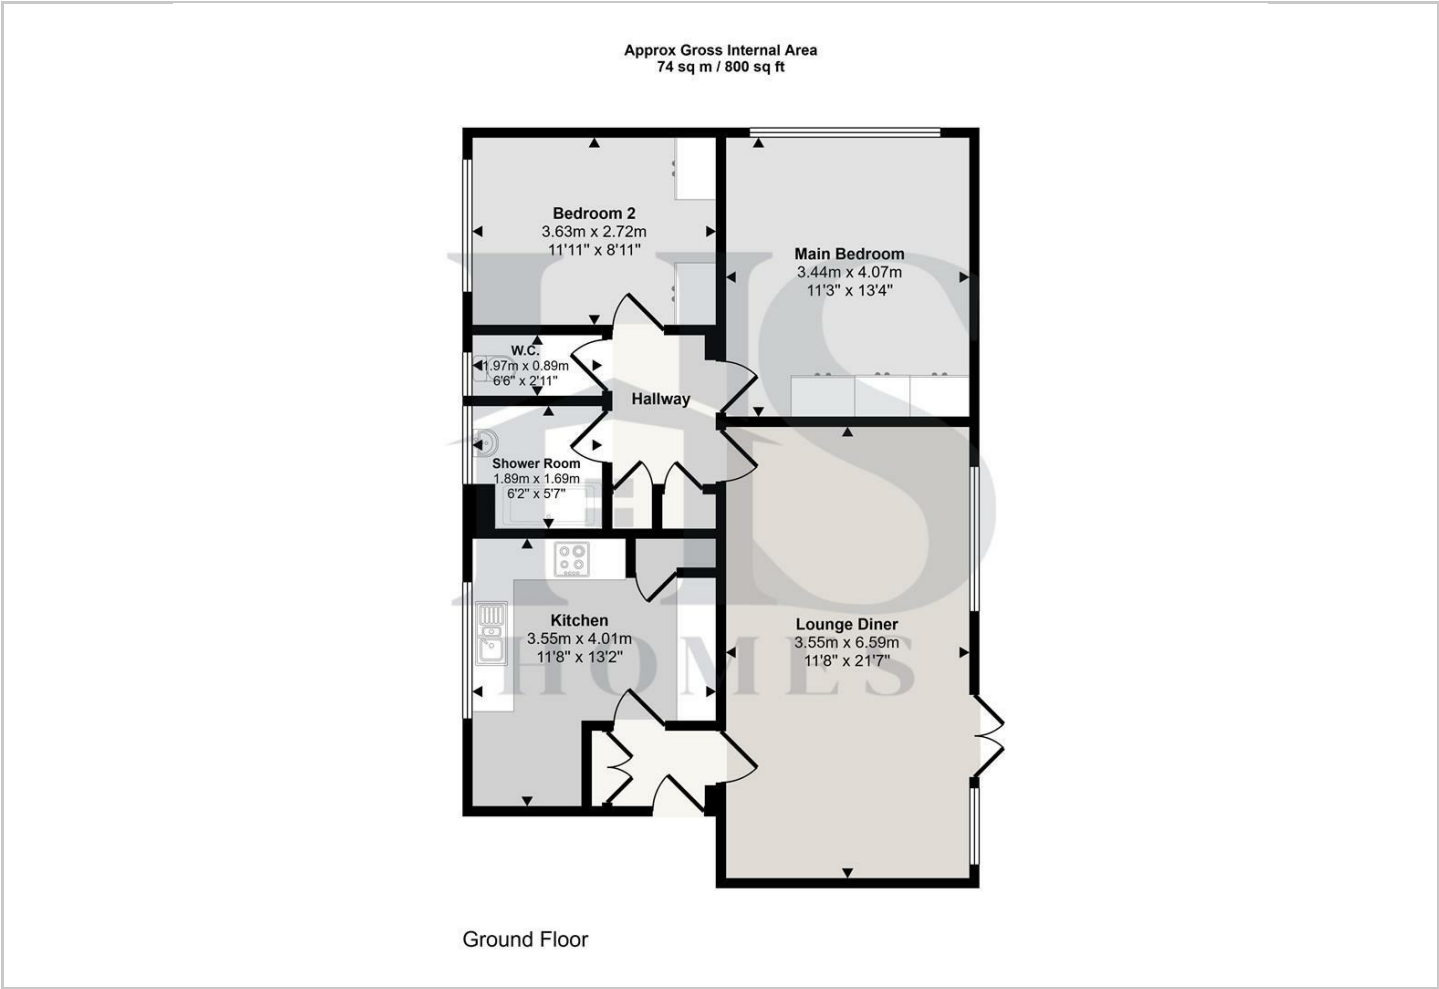 Approx Gross Internal Area
74 sq m / 800 sq ft
Bedroom 2
3.63m x 2.72m
11'11" x 8'11"
Main Bedroom
3.44m x 4.07m
11'3" x 13'4"
W.C.
1.97m x 0.89m
6'6" x 2'11"
Hallway
Shower Room
1.89m x 1.69m
6'2" x 5'7"
Kitchen
3.55m x 4.01m
11'8" x 13'2"
Lounge Diner
3.55m x 6.59m
11'8" x 21'7"
HS
HOMES
Ground Floor